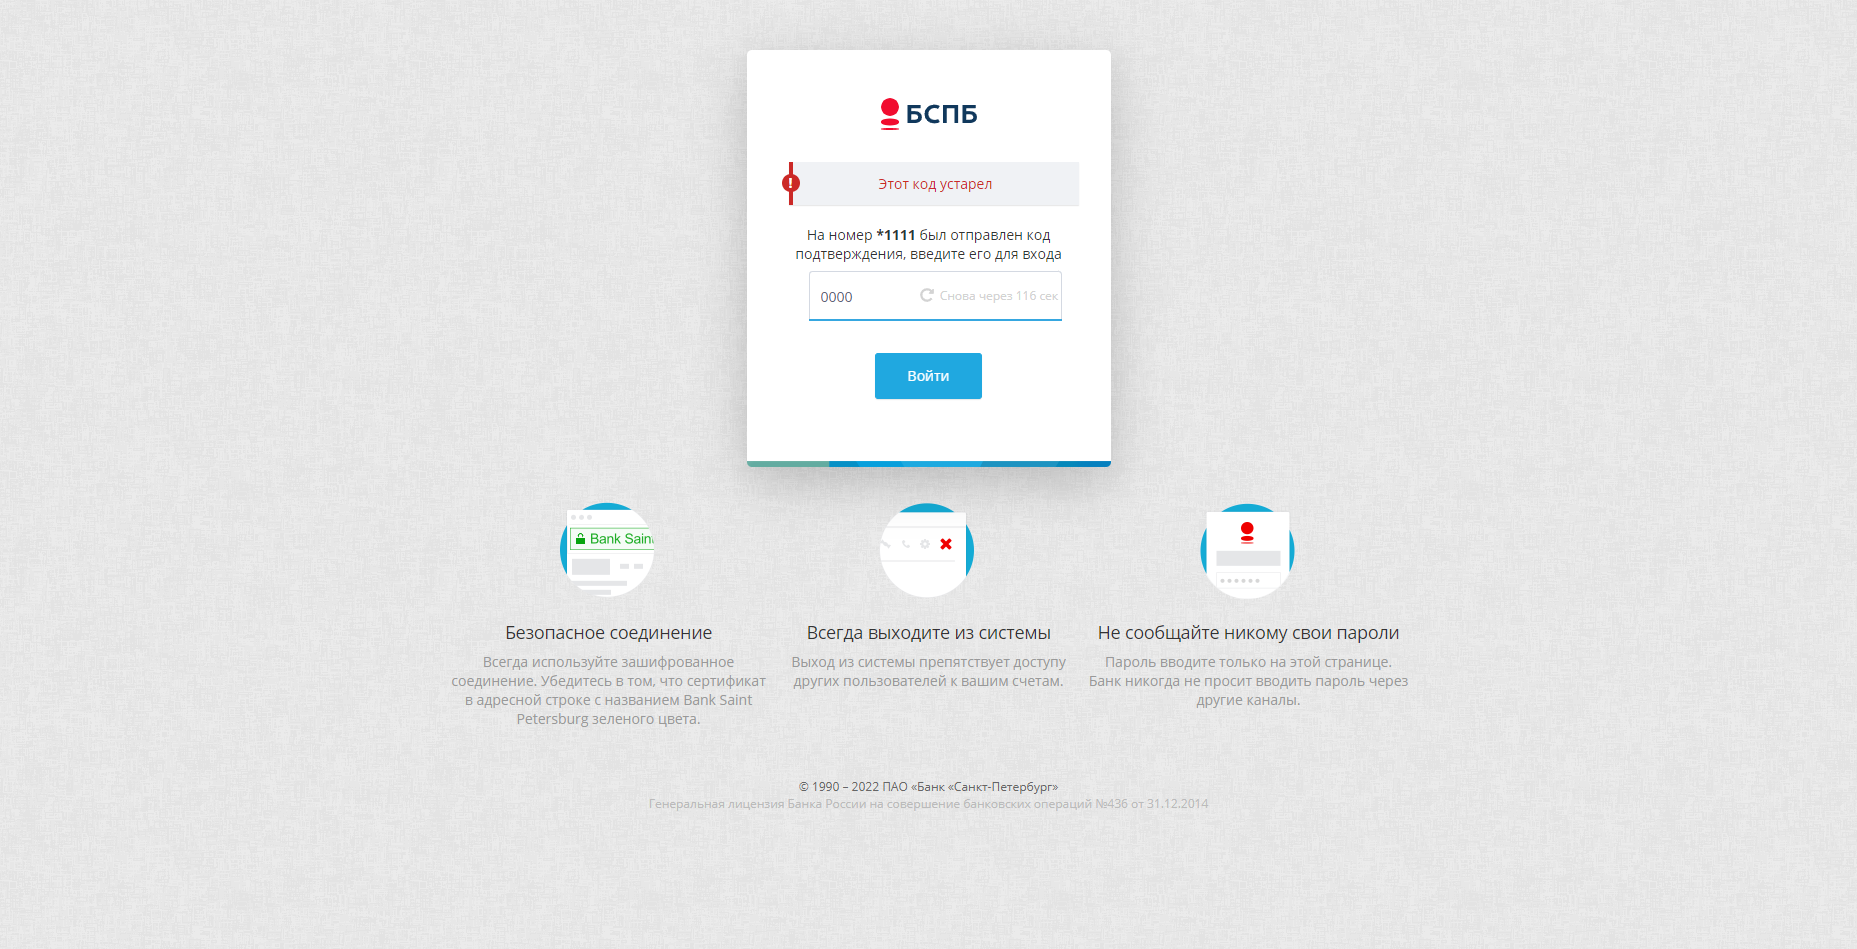 БСПБ
Этот код устарел
На номер *1111 был отправлен код
подтверждения, введите его для входа
0000
Снова через 116 сек
Войти
Bank Sain
Безопасное соединение
Всегда используйте зашифрованное
соединение. Убедитесь в том, что сертификат
в адресной строке с названием Bank Saint
Petersburg зеленого цвета.
Всегда выходите из системы
Выход из системы препятствует доступу
других пользователей к вашим счетам.
Не сообщайте никому свои пароли
Пароль вводите только на этой странице.
Банк никогда не просит вводить пароль через
другие каналы.
© 1990 – 2022 ПАО «Банк «Санкт-Петербург»
Генеральная лицензия Банка России на совершение банковских операций №436 от 31.12.2014